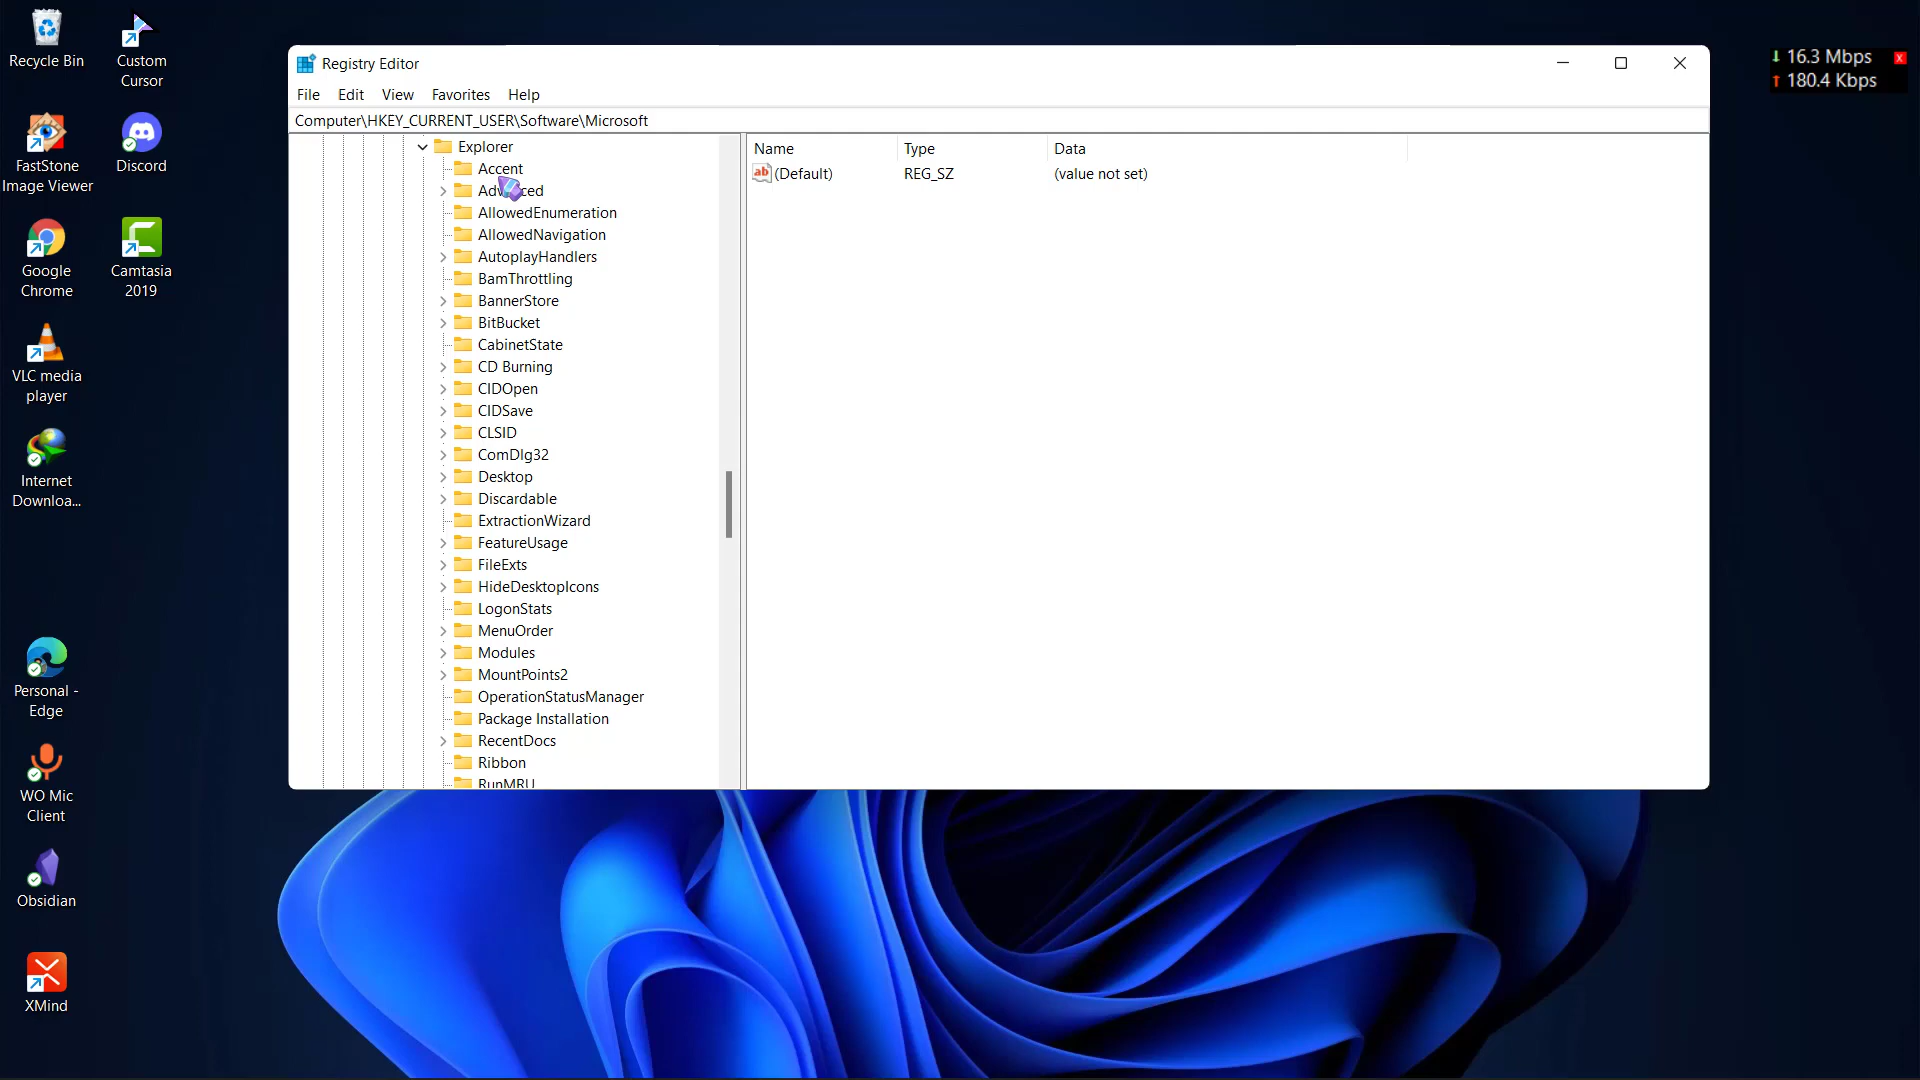 Recycle Bin
Custom
Cursor
FastStone
Image Viewer
Discord
Google
Chrome
Camtasia
2019
VLC media
player
Internet
Downloa...
Personal -
Edge
WO Mic
Client
Obsidian
XMind
Registry Editor
File Edit View Favorites Help
Computer\HKEY_CURRENT_USER\Software\Microsoft
Explorer
Accent
AllowedEnumeration
AllowedNavigation
AutoplayHandlers
BamThrottling
BannerStore
BitBucket
CabinetState
CD Burning
CIDOpen
CIDSave
CLSID
ComDlg32
Desktop
Discardable
ExtractionWizard
FeatureUsage
FileExts
HideDesktopIcons
LogonStats
MenuOrder
Modules
MountPoints2
OperationStatusManager
Package Installation
RecentDocs
Ribbon
RunMRU
Name Type Data
ab (Default) REG_SZ (value not set)
↓ 16.3 Mbps x
↑ 180.4 Kbps